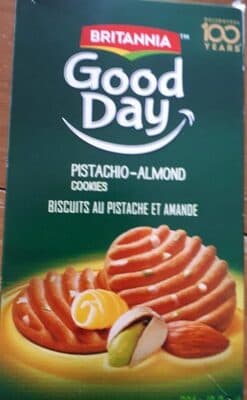 BRITANNIA
100
YEARS
Good
Day
PISTACHIO-ALMOND
COOKIES
BISCUITS AU PISTACHE ET AMANDE